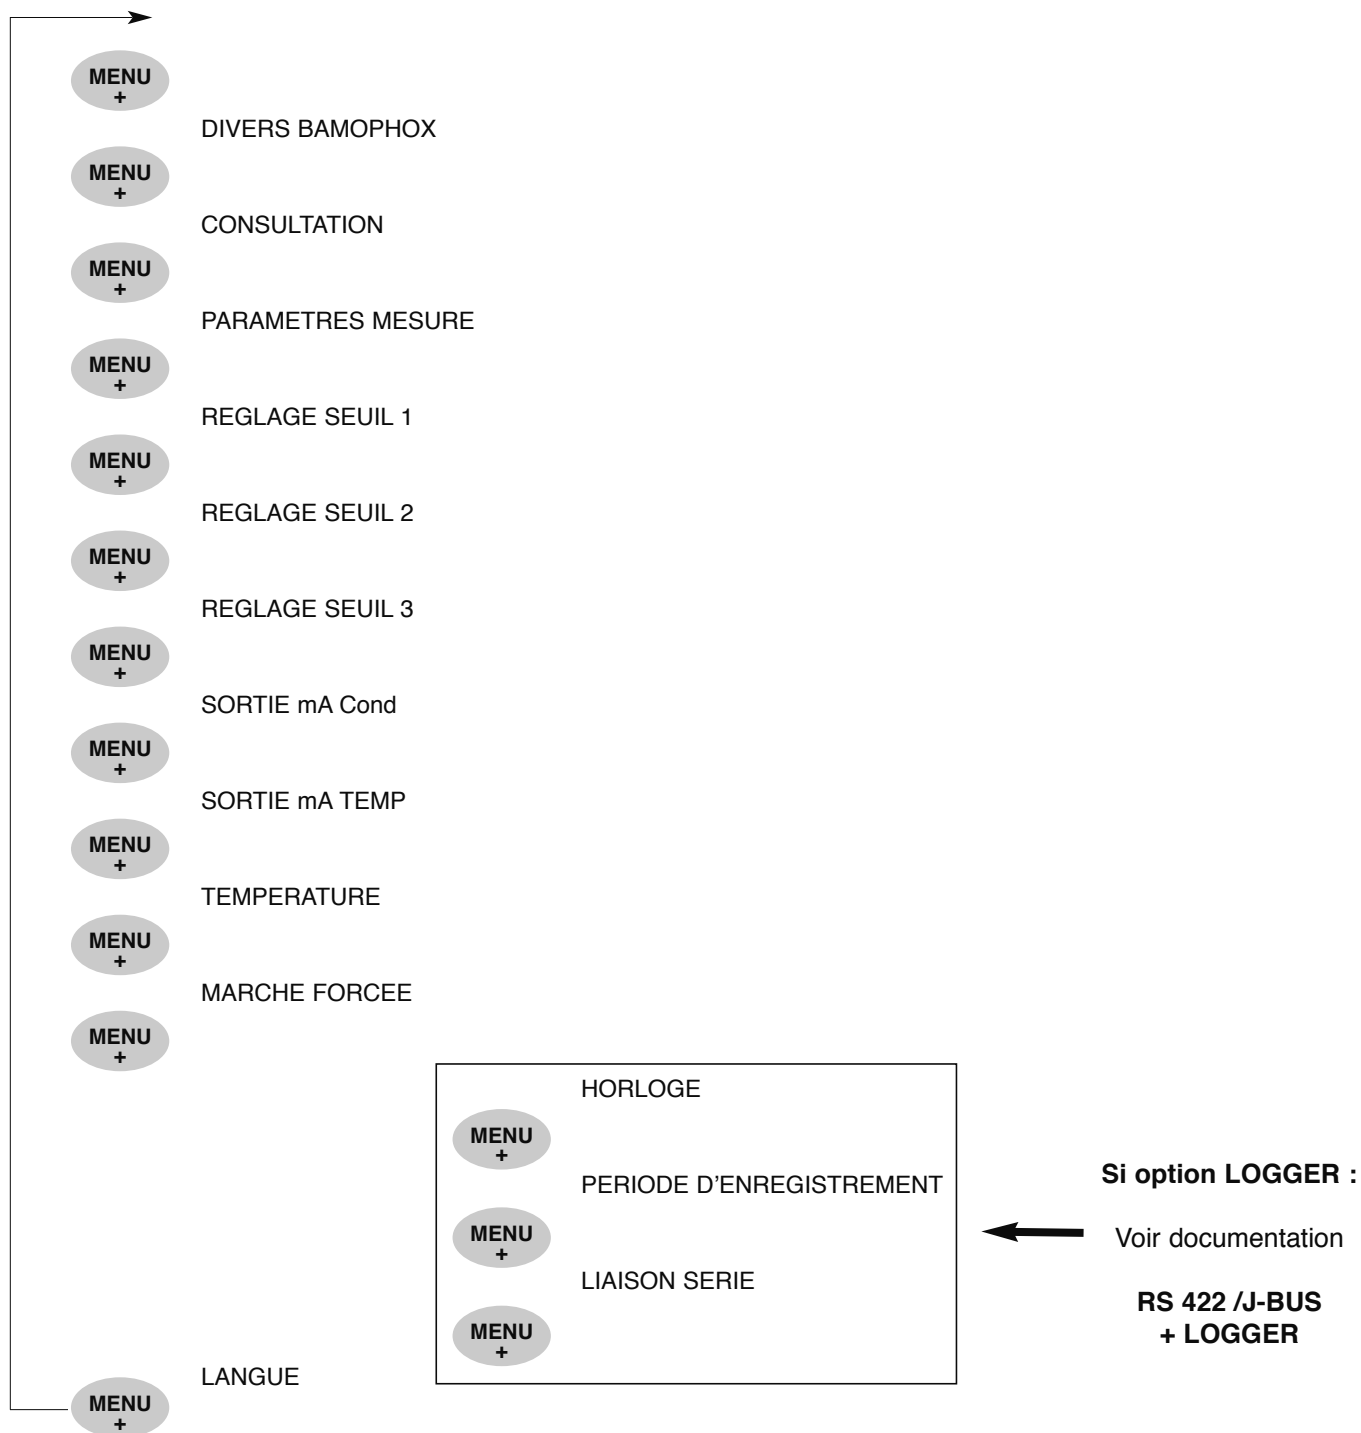 MENU
+
DIVERS BAMOPHOX
MENU
+
CONSULTATION
MENU
+
PARAMETRES MESURE
MENU
+
REGLAGE SEUIL 1
MENU
+
REGLAGE SEUIL 2
MENU
+
REGLAGE SEUIL 3
MENU
+
SORTIE mA Cond
MENU
+
SORTIE mA TEMP
MENU
+
TEMPERATURE
MENU
+
MARCHE FORCEE
MENU
+
HORLOGE
MENU
+
PERIODE D'ENREGISTREMENT
MENU
+
LIAISON SERIE
MENU
+
Si option LOGGER :
Voir documentation
RS 422 /J-BUS
+ LOGGER
LANGUE
MENU
+